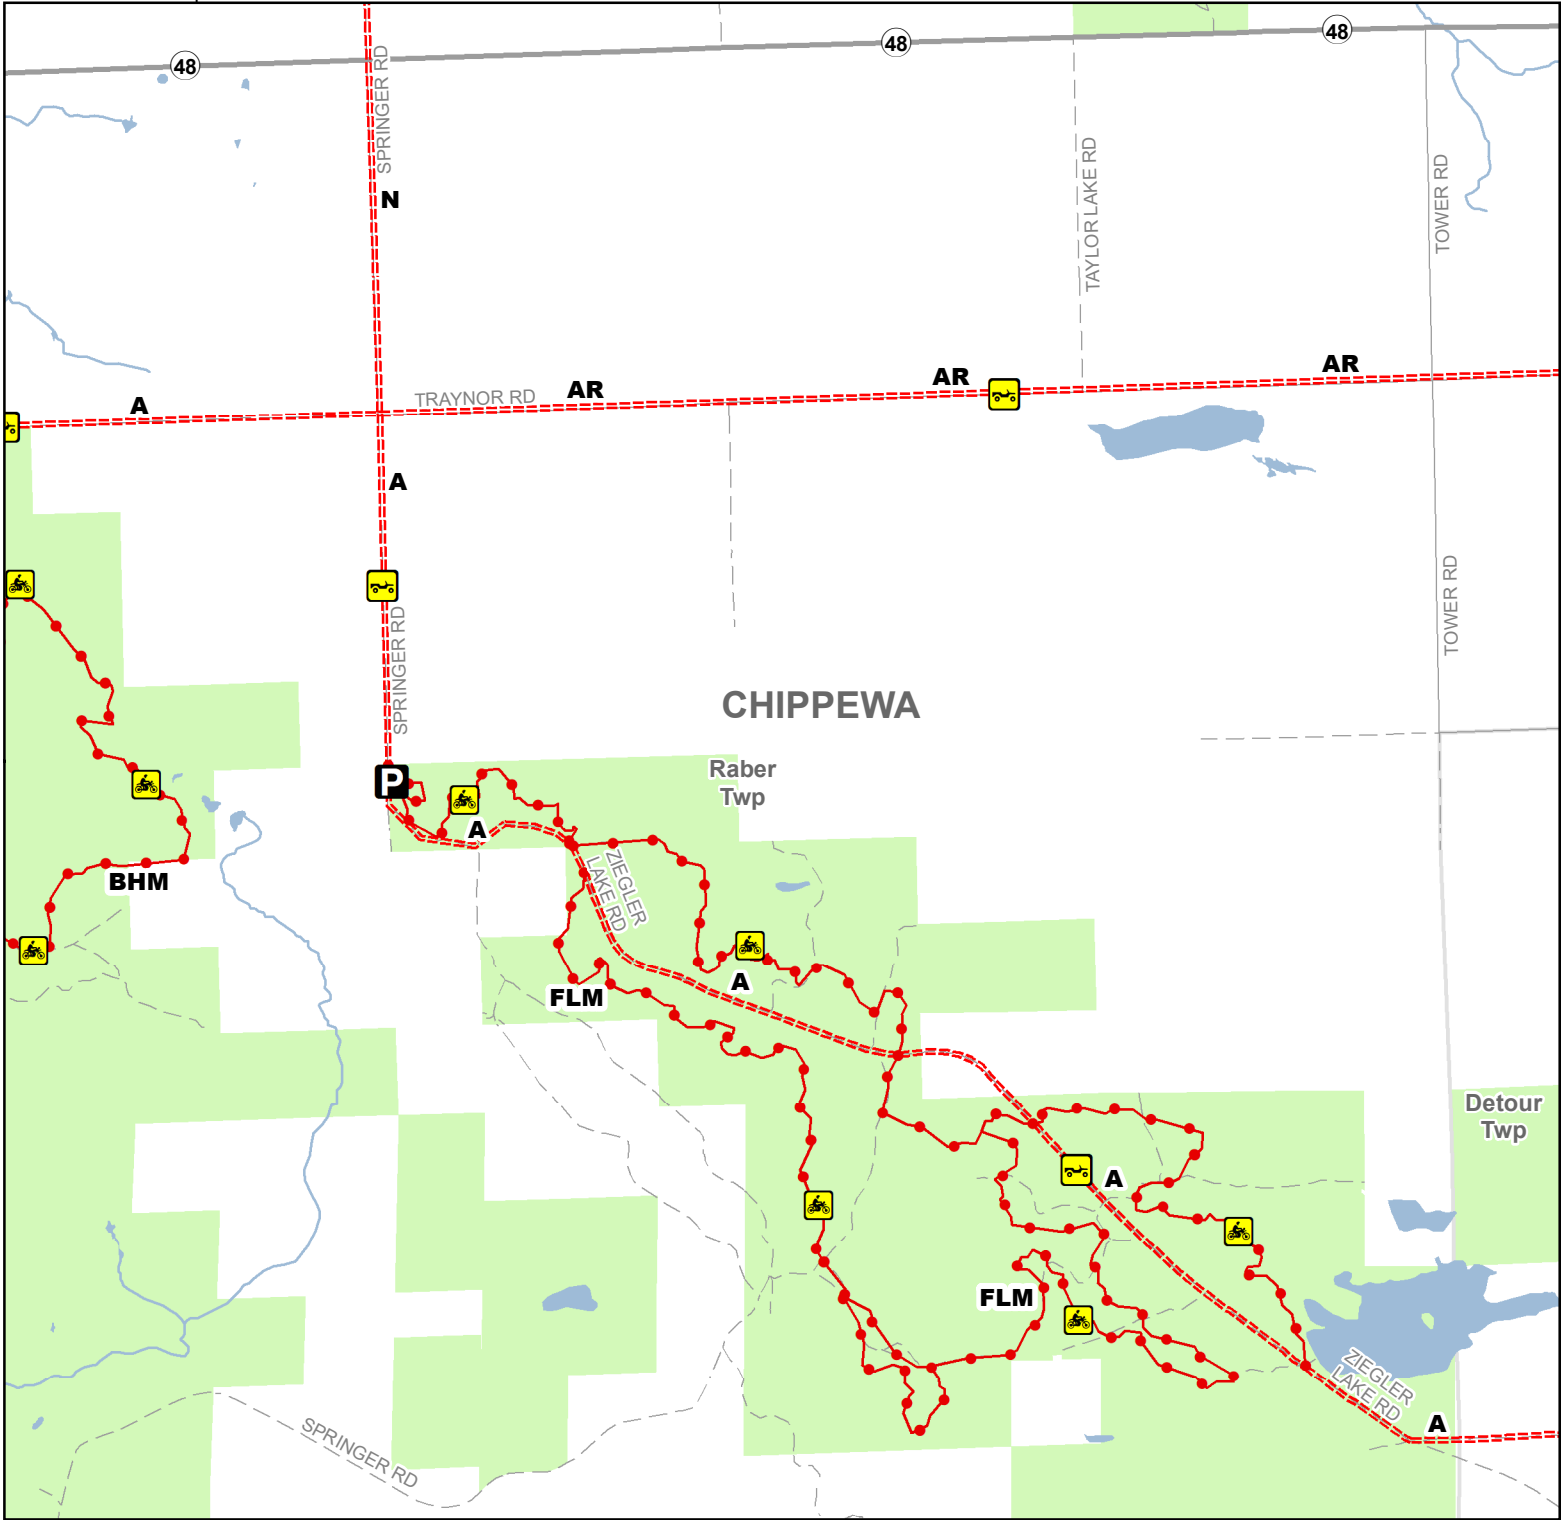 48
48
48
SPRINGER RD
N
TAYLOR LAKE RD
TOWER RD
A
TRAYNOR RD
AR
AR
AR
A
SPRINGER RD
TOWER RD
CHIPPEWA
Raber
Twp
P
A
BHM
ZIEGLER
LAKE RD
FLM
A
Detour
Twp
A
FLM
ZIEGLER
LAKE RD
A
SPRINGER RD